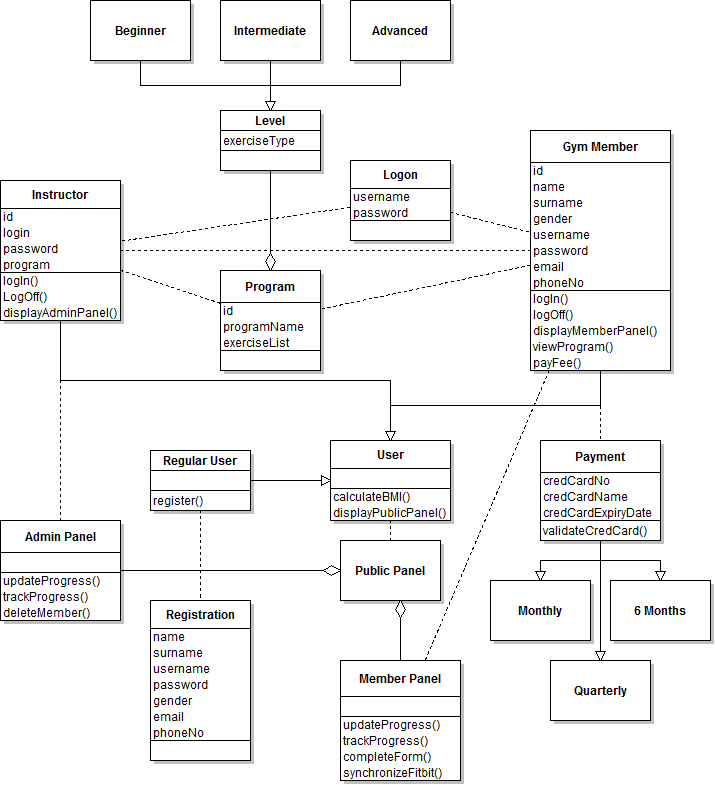 Beginner
Intermediate
Advanced
Level
exerciseType
Instructor
id
login
password
program
logIn()
LogOff()
displayAdminPanel()
Logon
username
password
Gym Member
id
name
surname
gender
username
password
email
phoneNo
logIn()
logOff()
displayMemberPanel()
viewProgram()
payFee()
Program
id
programName
exerciseList
Regular User
register()
User
calculateBMI()
displayPublicPanel()
Payment
credCardNo
credCardName
credCardExpiryDate
validateCredCard()
Admin Panel
updateProgress()
trackProgress()
deleteMember()
Public Panel
Monthly
6 Months
Quarterly
Registration
name
surname
username
password
gender
email
phoneNo
Member Panel
updateProgress()
trackProgress()
completeForm()
synchronizeFitbit()